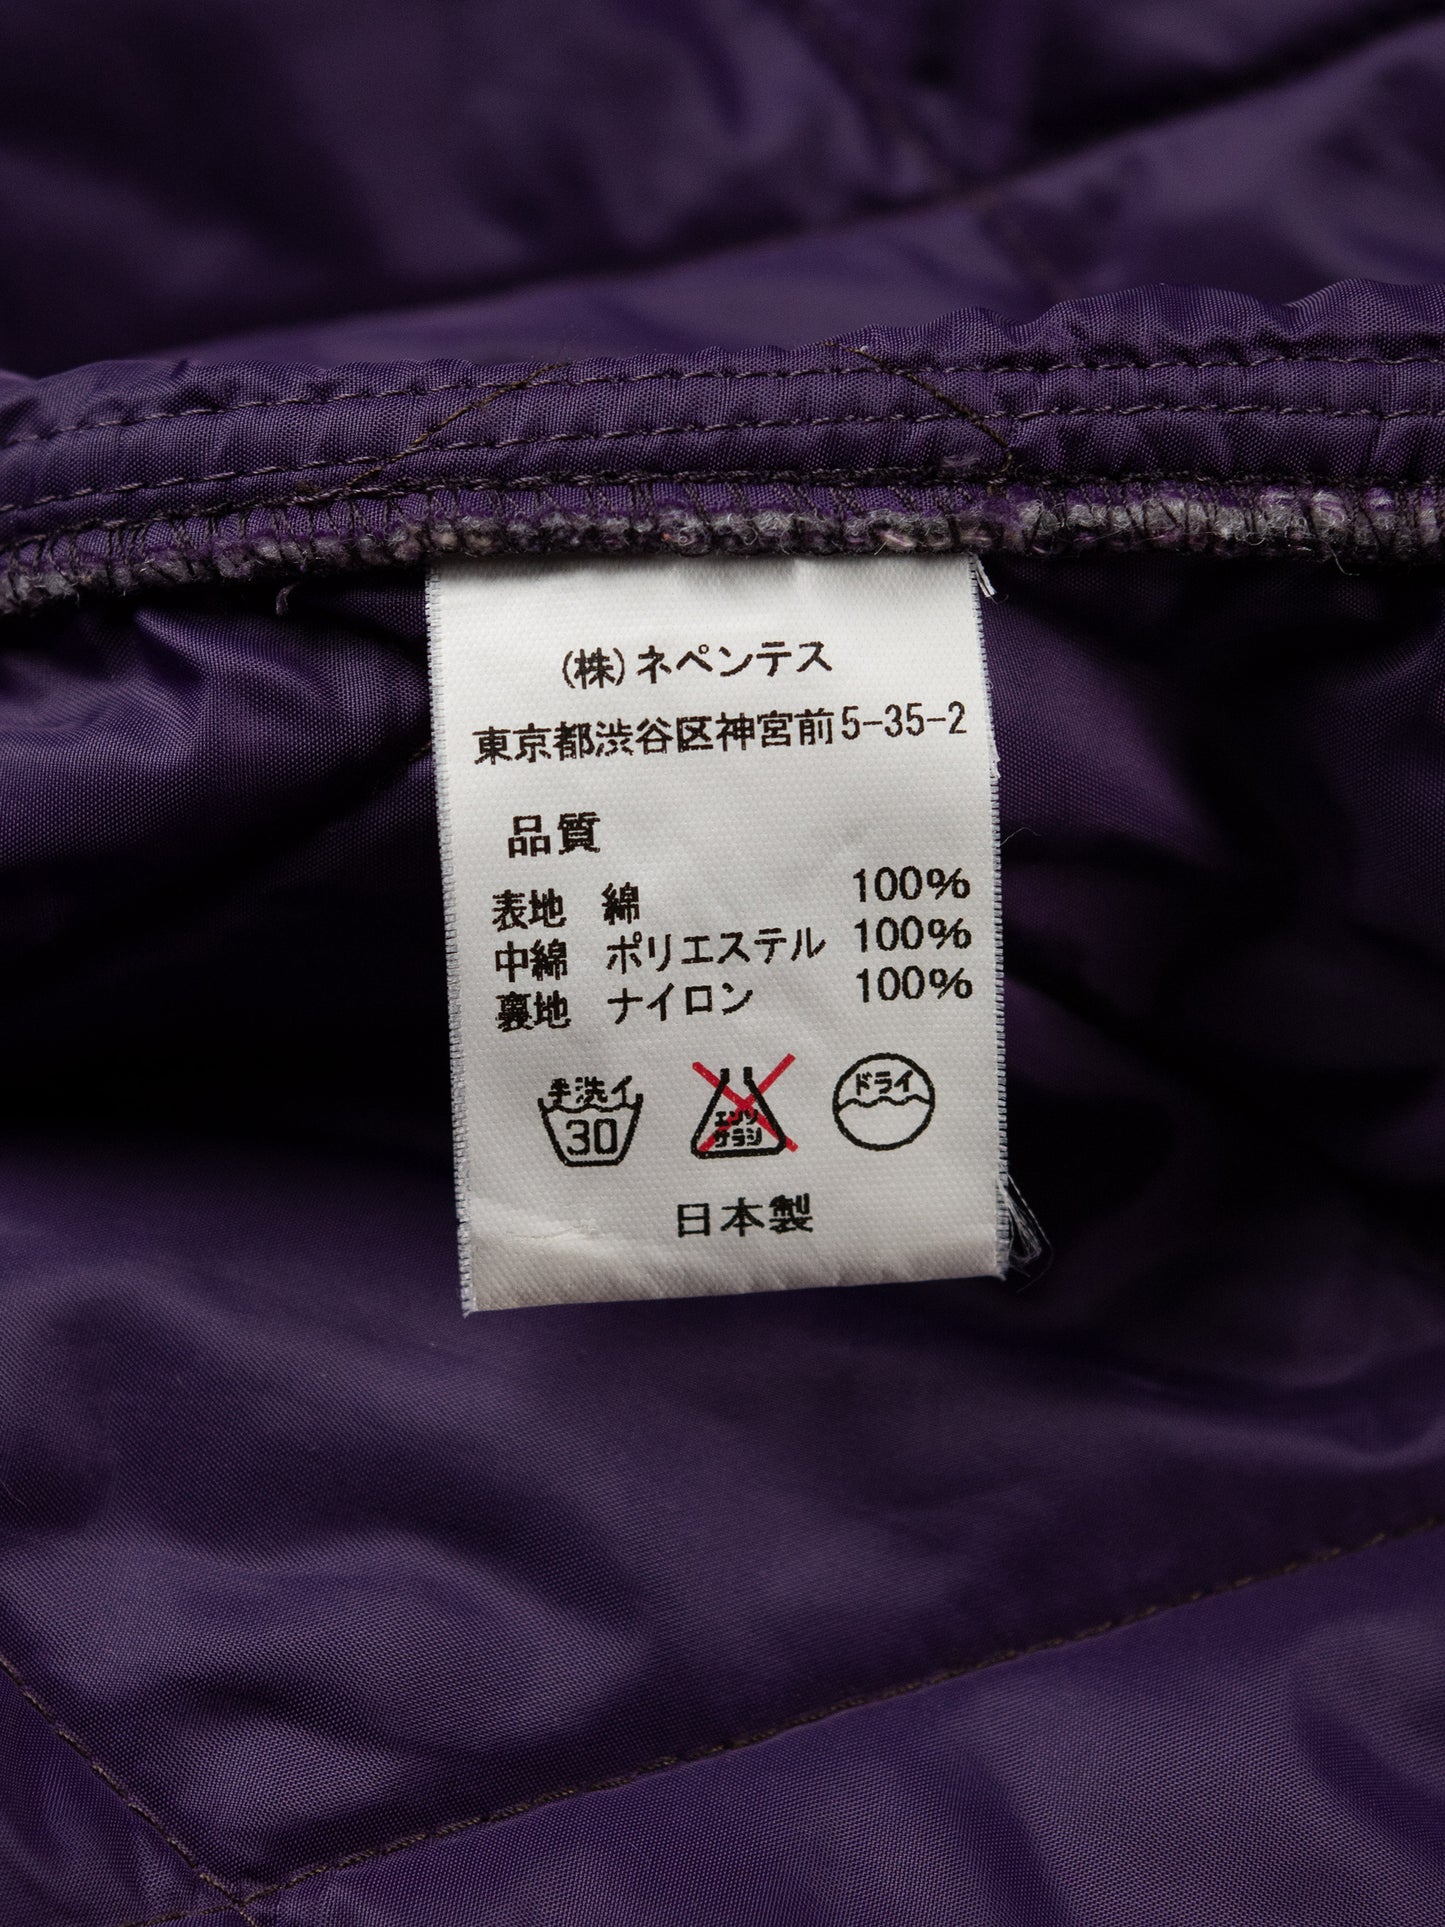 (株)ネペンテス
東京都渋谷区神宮前5-35-2
品質
表地 綿 100%
中綿 ポリエステル 100%
裏地 ナイロン 100%
手洗イ
30
エンソ
サラシ
ドライ
日本製